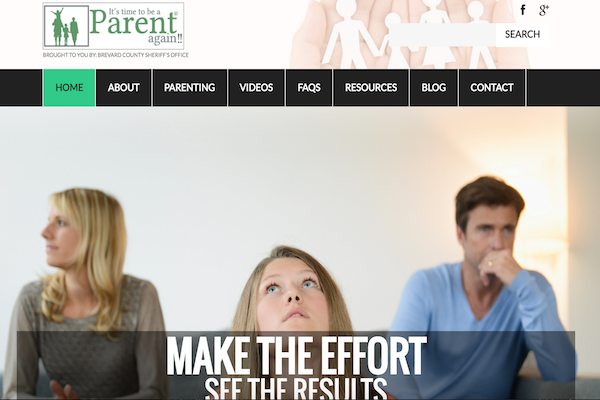 It's time to be a
Parent®
again!!
BROUGHT TO YOU BY: BREVARD COUNTY SHERIFF'S OFFICE
SEARCH
HOME ABOUT PARENTING VIDEOS FAQS RESOURCES BLOG CONTACT
MAKE THE EFFORT
SEE THE RESULTS